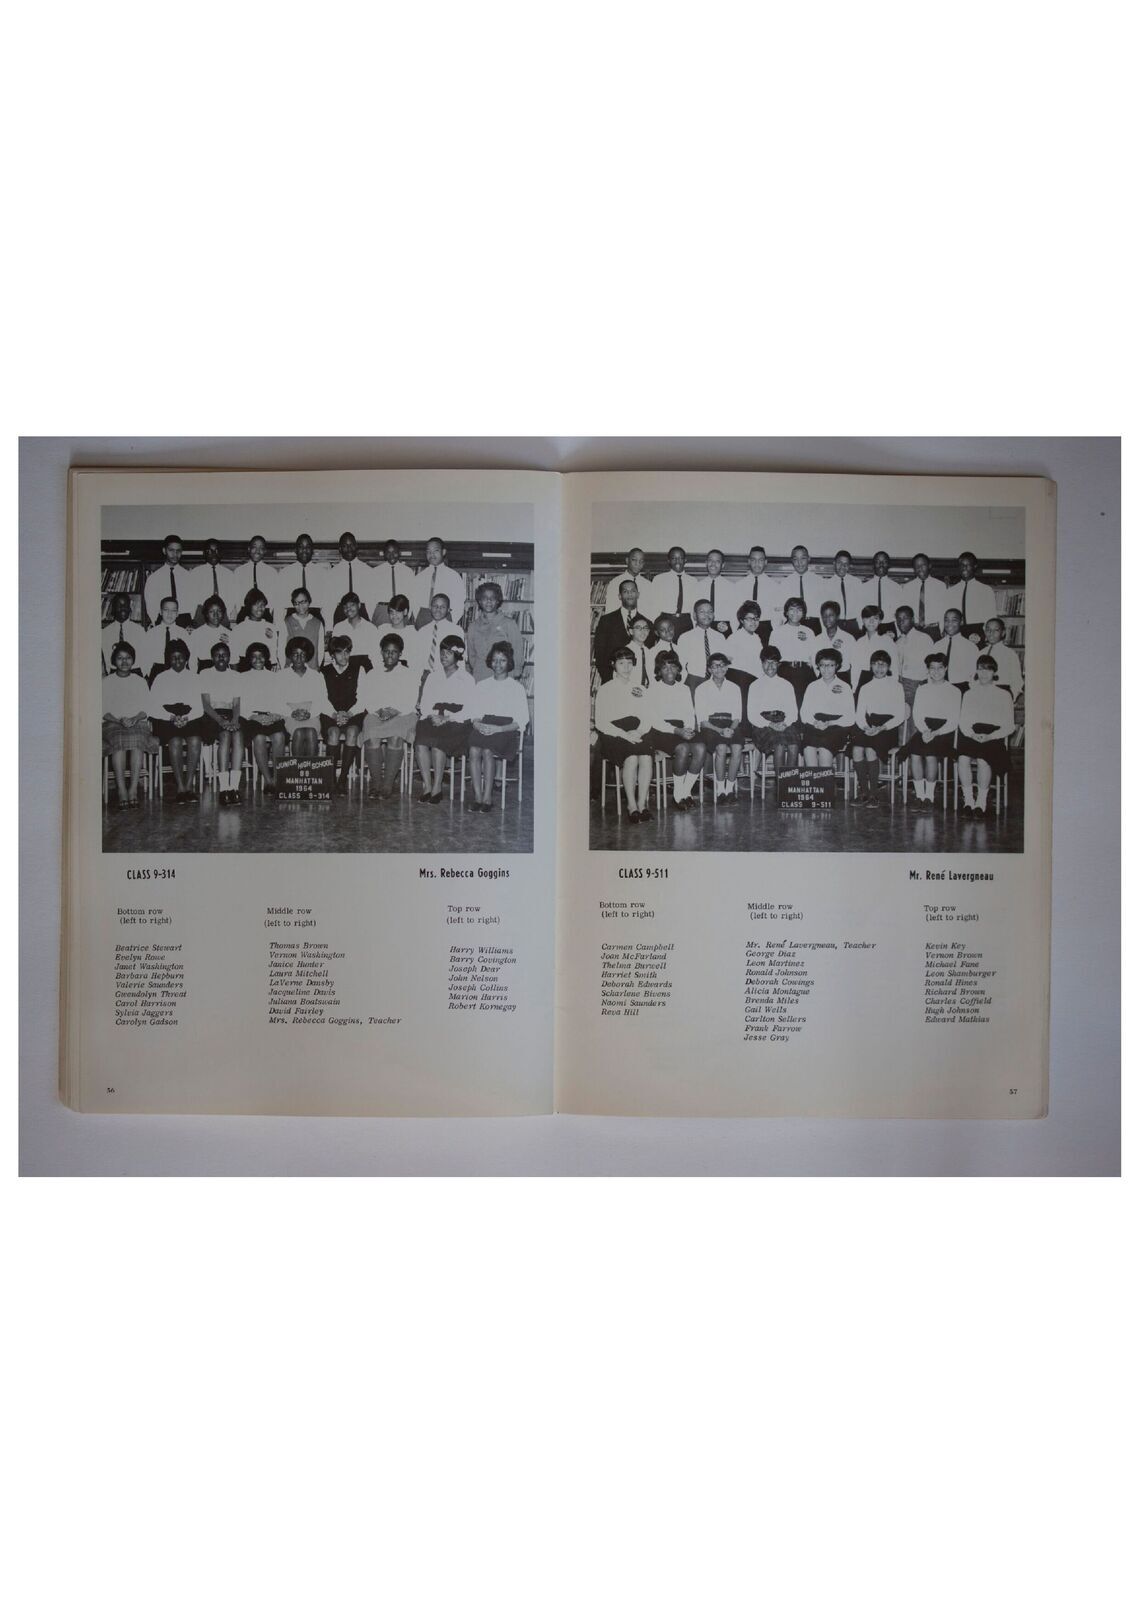 JUNIOR HIGH SCHOOL
88
MANHATTAN
1964
CLASS 9-314
CLASS 9-314
Mrs. Rebecca Goggins
Bottom row
(left to right)
Beatrice Stewart
Evelyn Rowe
Janet Washington
Barbara Hepburn
Valerie Saunders
Gwendolyn Threat
Carol Harrison
Sylvia Jaggers
Carolyn Gadson
Middle row
(left to right)
Thomas Brown
Vernon Washington
Janice Hunter
Laura Mitchell
LaVerne Dansby
Jacqueline Davis
Juliana Boatswain
David Fairley
Mrs. Rebecca Goggins, Teacher
Top row
(left to right)
Harry Williams
Barry Covington
Joseph Dear
John Nelson
Joseph Collins
Marion Harris
Robert Kornegay
56
JUNIOR HIGH SCHOOL
88
MANHATTAN
1964
CLASS 9-511
CLASS 9-511
Mr. René Lavergneau
Bottom row
(left to right)
Carmen Campbell
Joan McFarland
Thelma Burwell
Harriet Smith
Deborah Edwards
Scharlene Bivens
Naomi Saunders
Reva Hill
Middle row
(left to right)
Mr. René Lavergneau, Teacher
George Diaz
Leon Martinez
Ronald Johnson
Deborah Cowings
Alicia Montague
Brenda Miles
Gail Wells
Carlton Sellers
Frank Furrow
Jesse Gray
Top row
(left to right)
Kevin Key
Vernon Brown
Michael Fane
Leon Shamburger
Ronald Hines
Richard Brown
Charles Coffield
Hugh Johnson
Edward Mathias
57